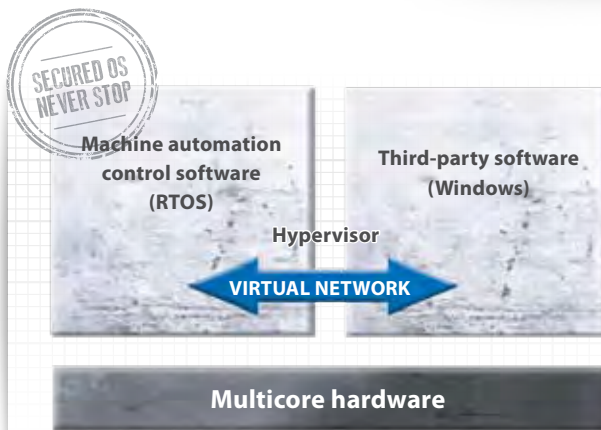 SECURED OS
NEVER STOP
Machine automation
control software
(RTOS)
Third-party software
(Windows)
Hypervisor
VIRTUAL NETWORK
Multicore hardware